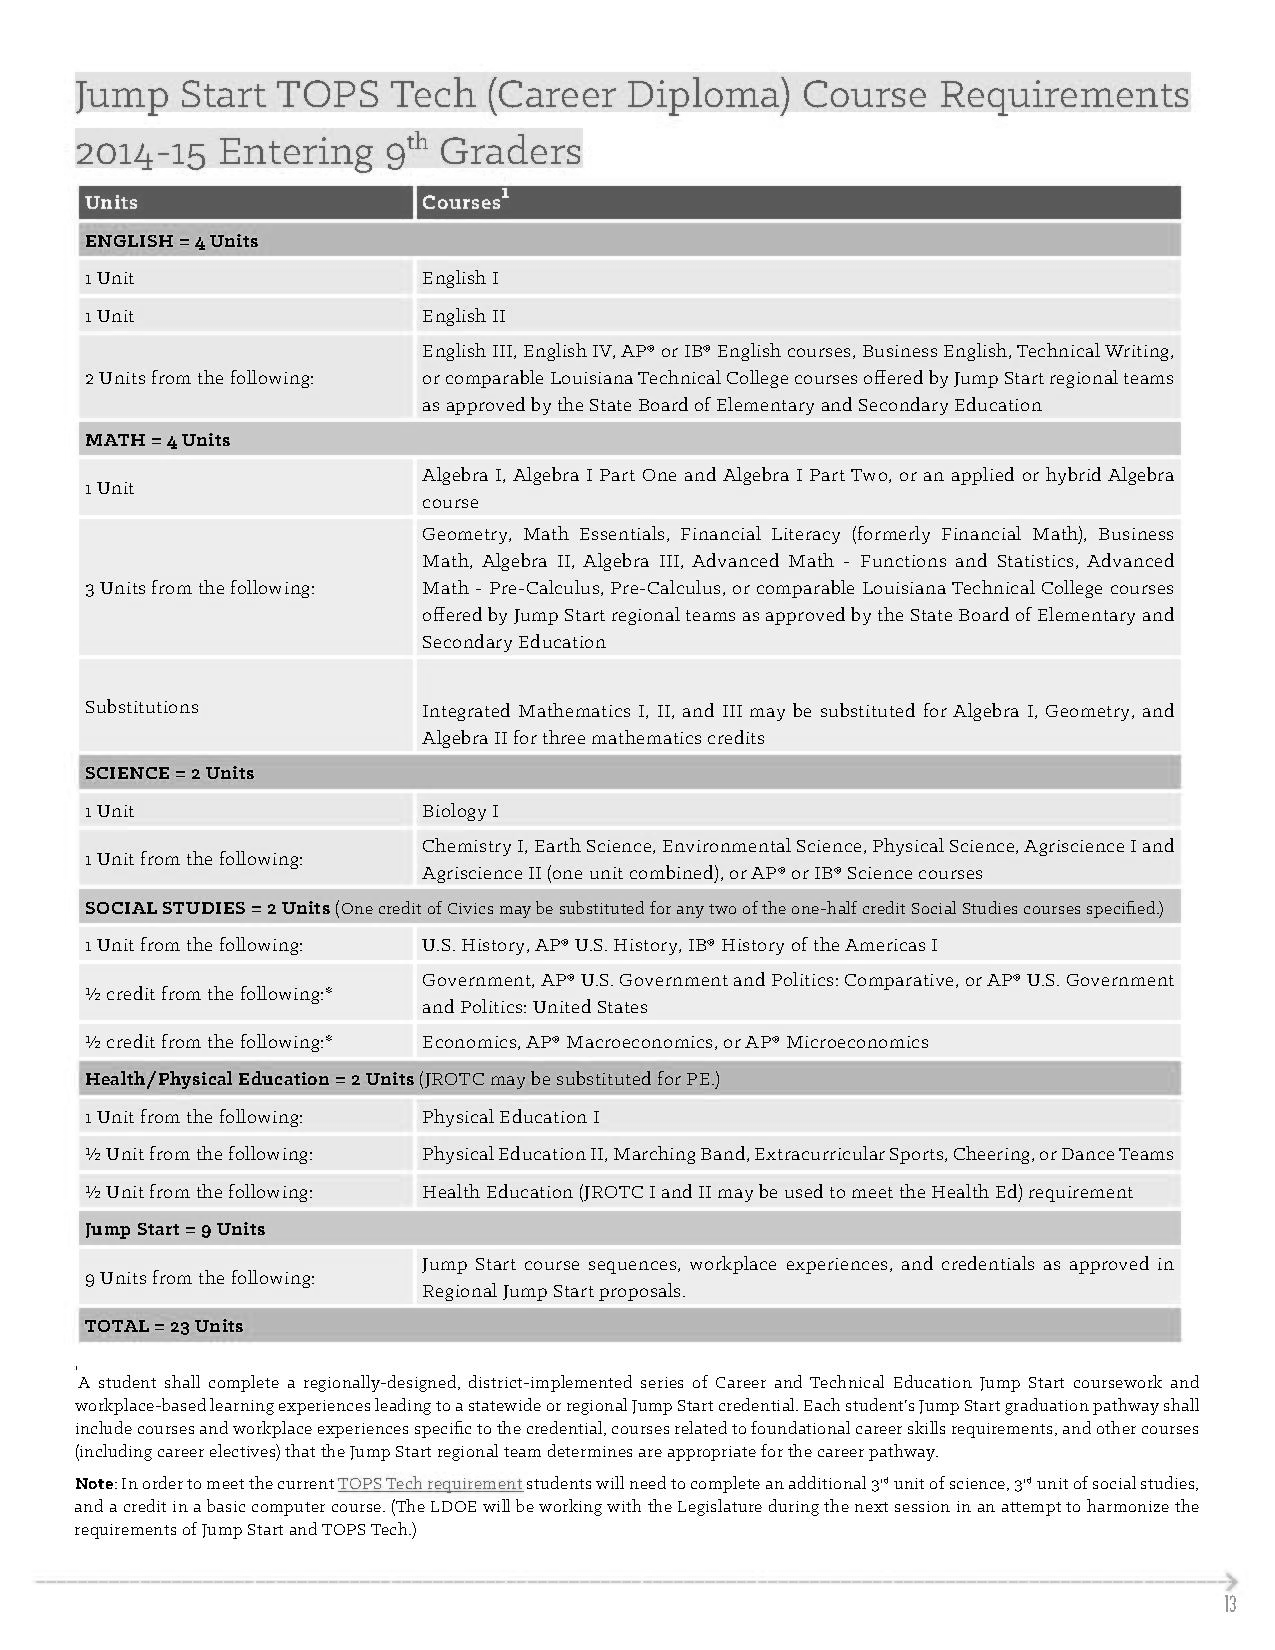 Jump Start TOPS Tech (Career Diploma) Course Requirements
2014-15 Entering 9th Graders
Units Courses1
ENGLISH = 4 Units
1 Unit English I
1 Unit English II
2 Units from the following: English III, English IV, AP® or IB® English courses, Business English, Technical Writing,
or comparable Louisiana Technical College courses offered by Jump Start regional teams
as approved by the State Board of Elementary and Secondary Education
MATH = 4 Units
1 Unit Algebra I, Algebra I Part One and Algebra I Part Two, or an applied or hybrid Algebra
course
3 Units from the following: Geometry, Math Essentials, Financial Literacy (formerly Financial Math), Business
Math, Algebra II, Algebra III, Advanced Math - Functions and Statistics, Advanced
Math - Pre-Calculus, Pre-Calculus, or comparable Louisiana Technical College courses
offered by Jump Start regional teams as approved by the State Board of Elementary and
Secondary Education
Substitutions Integrated Mathematics I, II, and III may be substituted for Algebra I, Geometry, and
Algebra II for three mathematics credits
SCIENCE = 2 Units
1 Unit Biology I
1 Unit from the following: Chemistry I, Earth Science, Environmental Science, Physical Science, Agriscience I and
Agriscience II (one unit combined), or AP® or IB® Science courses
SOCIAL STUDIES = 2 Units (One credit of Civics may be substituted for any two of the one-half credit Social Studies courses specified.)
1 Unit from the following: U.S. History, AP® U.S. History, IB® History of the Americas I
½ credit from the following:* Government, AP® U.S. Government and Politics: Comparative, or AP® U.S. Government
and Politics: United States
½ credit from the following:* Economics, AP® Macroeconomics, or AP® Microeconomics
Health/Physical Education = 2 Units (JROTC may be substituted for PE.)
1 Unit from the following: Physical Education I
½ Unit from the following: Physical Education II, Marching Band, Extracurricular Sports, Cheering, or Dance Teams
½ Unit from the following: Health Education (JROTC I and II may be used to meet the Health Ed) requirement
Jump Start = 9 Units
9 Units from the following: Jump Start course sequences, workplace experiences, and credentials as approved in
Regional Jump Start proposals.
TOTAL = 23 Units
1A student shall complete a regionally-designed, district-implemented series of Career and Technical Education Jump Start coursework and
workplace-based learning experiences leading to a statewide or regional Jump Start credential. Each student's Jump Start graduation pathway shall
include courses and workplace experiences specific to the credential, courses related to foundational career skills requirements, and other courses
(including career electives) that the Jump Start regional team determines are appropriate for the career pathway.
Note: In order to meet the current TOPS Tech requirement students will need to complete an additional 3rd unit of science, 3rd unit of social studies,
and a credit in a basic computer course. (The LDOE will be working with the Legislature during the next session in an attempt to harmonize the
requirements of Jump Start and TOPS Tech.)
13